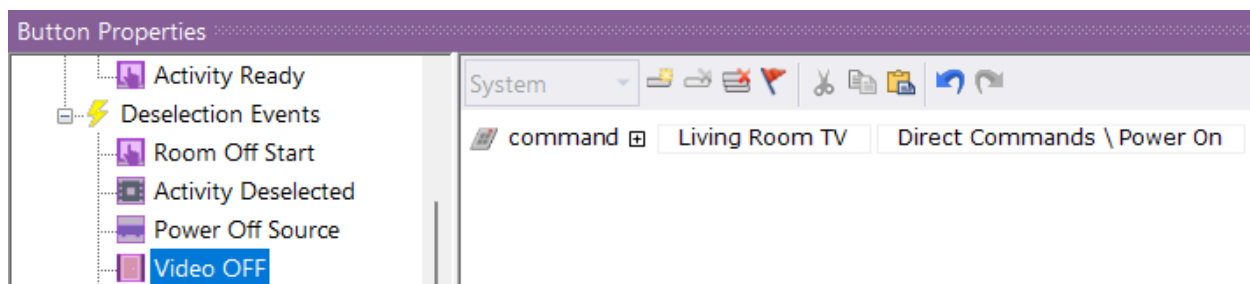 Button Properties
Activity Ready
Deselection Events
Room Off Start
Activity Deselected
Power Off Source
Video OFF
System
command Living Room TV Direct Commands \ Power On